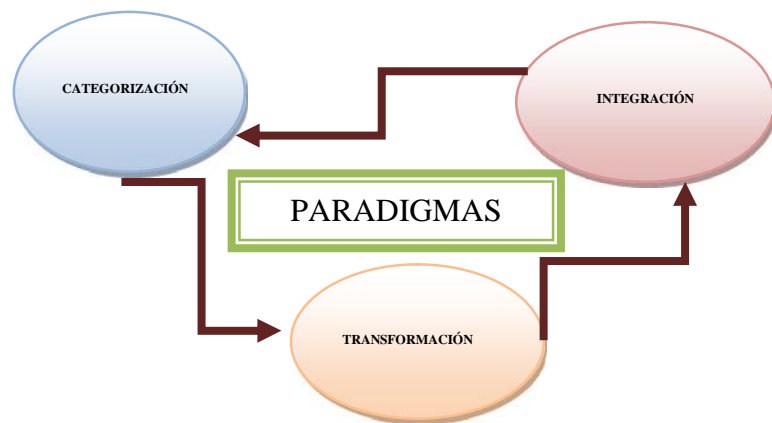 CATEGORIZACIÓN
INTEGRACIÓN
PARADIGMAS
TRANSFORMACIÓN